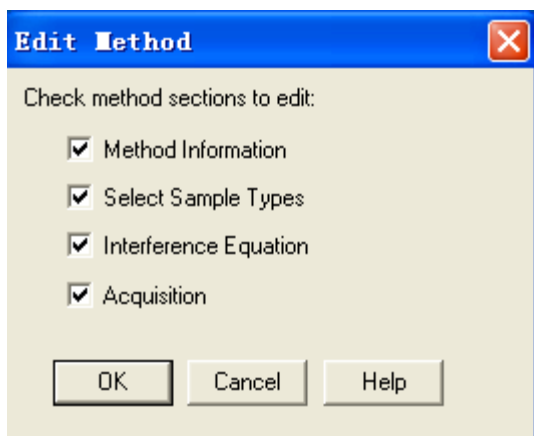 Edit Method
Check method sections to edit:
Method Information
Select Sample Types
Interference Equation
Acquisition
OK Cancel Help